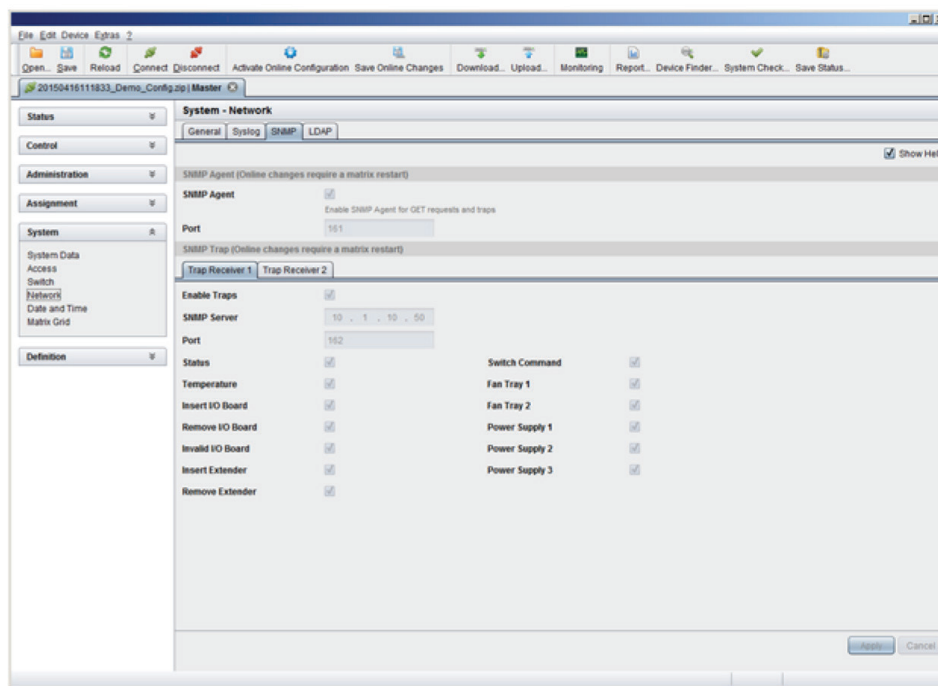 File Edit Device Extras ?
Open... Save Reload Connect Disconnect Activate Online Configuration Save Online Changes Download... Upload... Monitoring Report... Device Finder... System Check... Save Status...
20150416111833_Demo_Config.zip | Master
Status
Control
Administration
Assignment
System
System Data
Access
Switch
Network
Date and Time
Matrix Grid
Definition
System - Network
General Syslog SNMP LDAP
Show Hel
SNMP Agent (Online changes require a matrix restart)
SNMP Agent
Enable SNMP Agent for GET requests and traps
Port 161
SNMP Trap (Online changes require a matrix restart)
Trap Receiver 1 Trap Receiver 2
Enable Traps
SNMP Server 10 . 1 . 10 . 50
Port 162
Status Switch Command
Temperature Fan Tray 1
Insert I/O Board Fan Tray 2
Remove I/O Board Power Supply 1
Invalid I/O Board Power Supply 2
Insert Extender Power Supply 3
Remove Extender
Apply Cancel